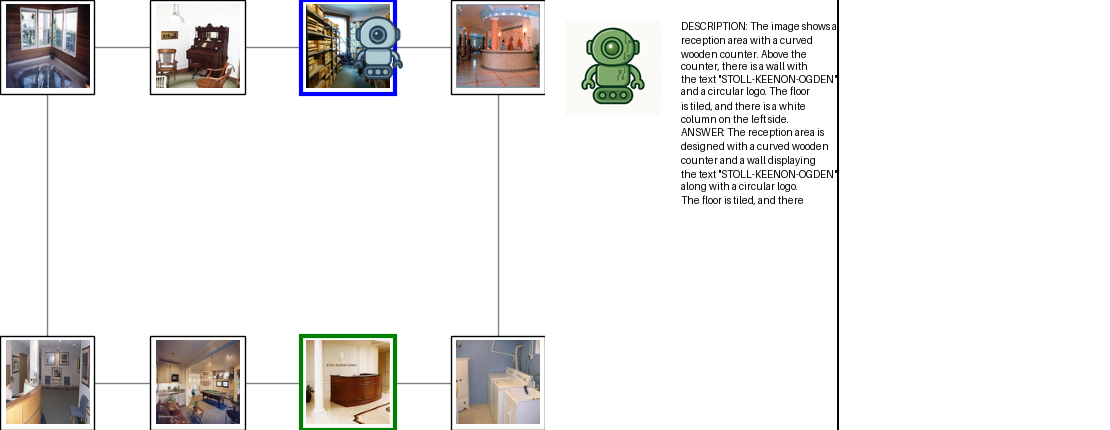 DESCRIPTION: The image shows a
reception area with a curved
wooden counter. Above the
counter, there is a wall with
the text "STOLL-KEENON-OGDEN"
and a circular logo. The floor
is tiled, and there is a white
column on the left side.
ANSWER: The reception area is
designed with a curved wooden
counter and a wall displaying
the text "STOLL-KEENON-OGDEN"
along with a circular logo.
The floor is tiled, and there